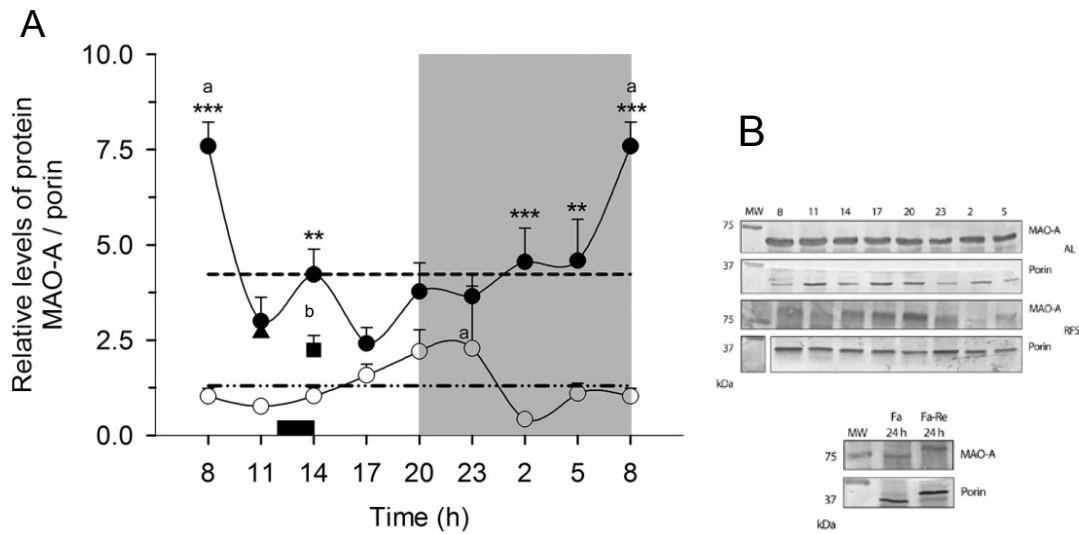 A
Relative levels of protein
MAO-A / porin
10.0
7.5
5.0
2.5
0.0
a
***
**
b
a
***
**
a
***
8 11 14 17 20 23 2 5 8
Time (h)
B
MW 8 11 14 17 20 23 2 5
75 MAO-A
AL
37 Porin
75 MAO-A
RFS
37 Porin
kDa
Fa Fa-Re
MW 24 h 24 h
75 MAO-A
37 Porin
kDa